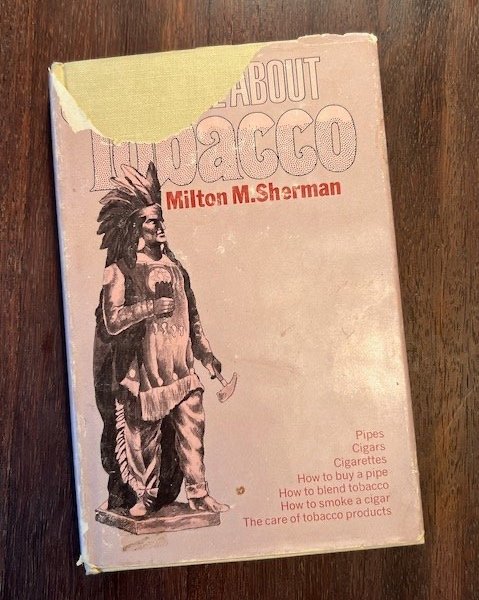 ABOUT
Tobacco
Milton M. Sherman
Pipes
Cigars
Cigarettes
How to buy a pipe
How to blend tobacco
How to smoke a cigar
The care of tobacco products